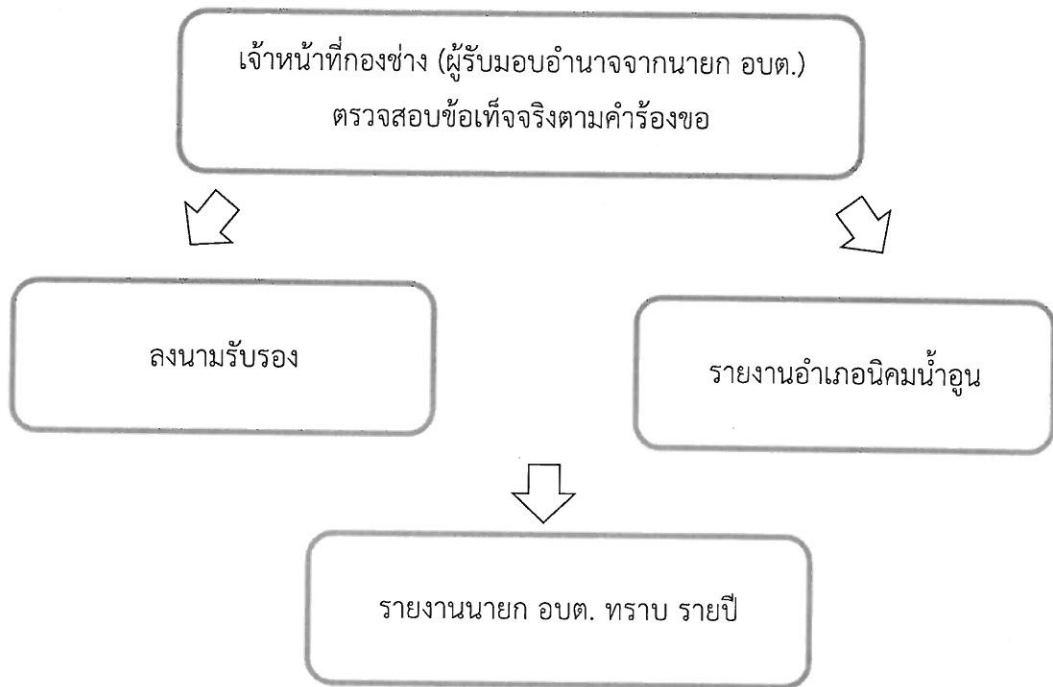 เจ้าหน้าที่กองช่าง (ผู้รับมอบอำนาจจากนายก อบต.)
ตรวจสอบข้อเท็จจริงตามคำร้องขอ
ลงนามรับรอง
รายงานอำเภอนิคมน้ำอูน
รายงานนายก อบต. ทราบ รายปี